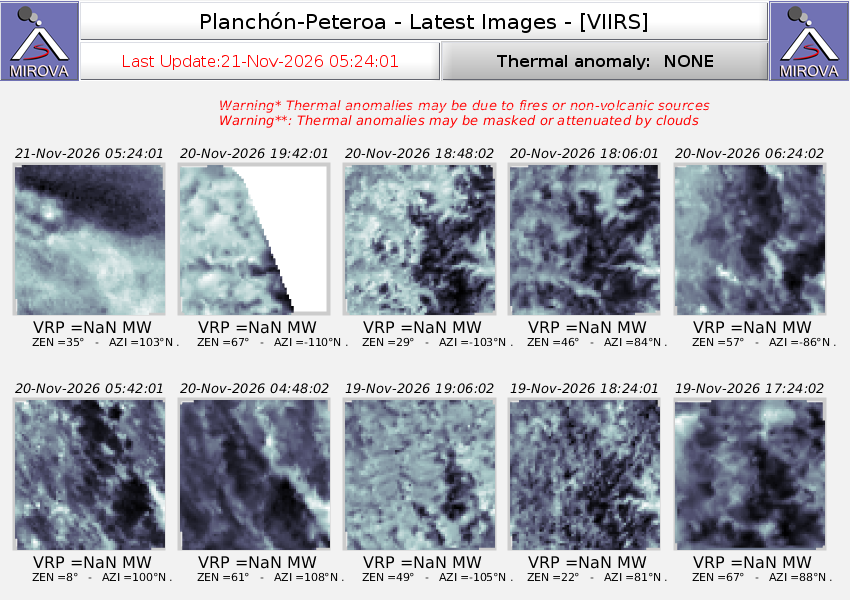 Planchón-Peteroa - Latest Images - [VIIRS]
MIROVA
MIROVA
Last Update:21-Nov-2026 05:24:01
Thermal anomaly: NONE
Warning* Thermal anomalies may be due to fires or non-volcanic sources
Warning**: Thermal anomalies may be masked or attenuated by clouds
21-Nov-2026 05:24:01
20-Nov-2026 19:42:01
20-Nov-2026 18:48:02
20-Nov-2026 18:06:01
20-Nov-2026 06:24:02
VRP =NaN MW
VRP =NaN MW
VRP =NaN MW
VRP =NaN MW
VRP =NaN MW
ZEN =35° - AZI =103°N .
ZEN =67° - AZI =-110°N .
ZEN =29° - AZI =-103°N .
ZEN =46° - AZI =84°N .
ZEN =57° - AZI =-86°N .
20-Nov-2026 05:42:01
20-Nov-2026 04:48:02
19-Nov-2026 19:06:02
19-Nov-2026 18:24:01
19-Nov-2026 17:24:02
VRP =NaN MW
VRP =NaN MW
VRP =NaN MW
VRP =NaN MW
VRP =NaN MW
ZEN =8° - AZI =100°N .
ZEN =61° - AZI =108°N .
ZEN =49° - AZI =-105°N .
ZEN =22° - AZI =81°N .
ZEN =67° - AZI =88°N .